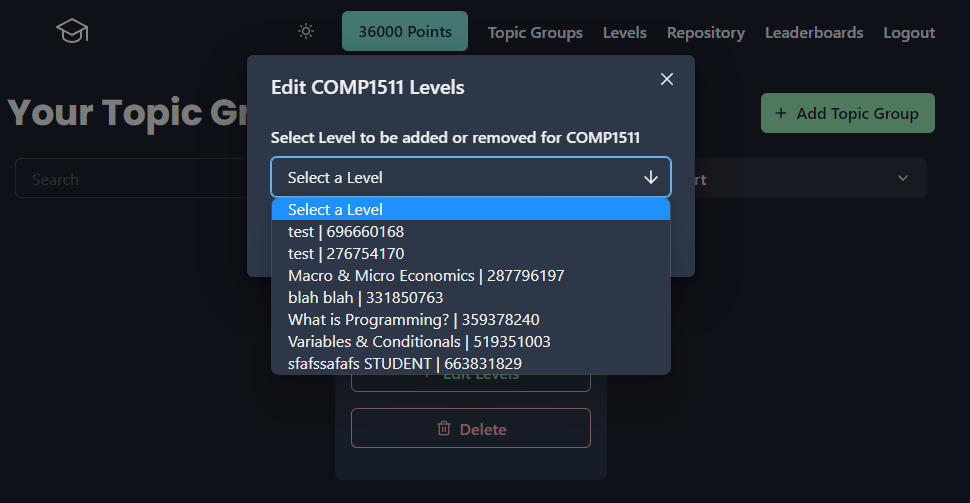 36000 Points
Topic Groups
Levels
Repository
Leaderboards
Logout
Edit COMP1511 Levels
Your Topic Gr
+ Add Topic Group
Select Level to be added or removed for COMP1511
Search
Select a Level
rt
Select a Level
test | 696660168
test | 276754170
Macro & Micro Economics | 287796197
blah blah | 331850763
What is Programming? | 359378240
Variables & Conditionals | 519351003
sfafssafafs STUDENT | 663831829
Edit Levels
Delete